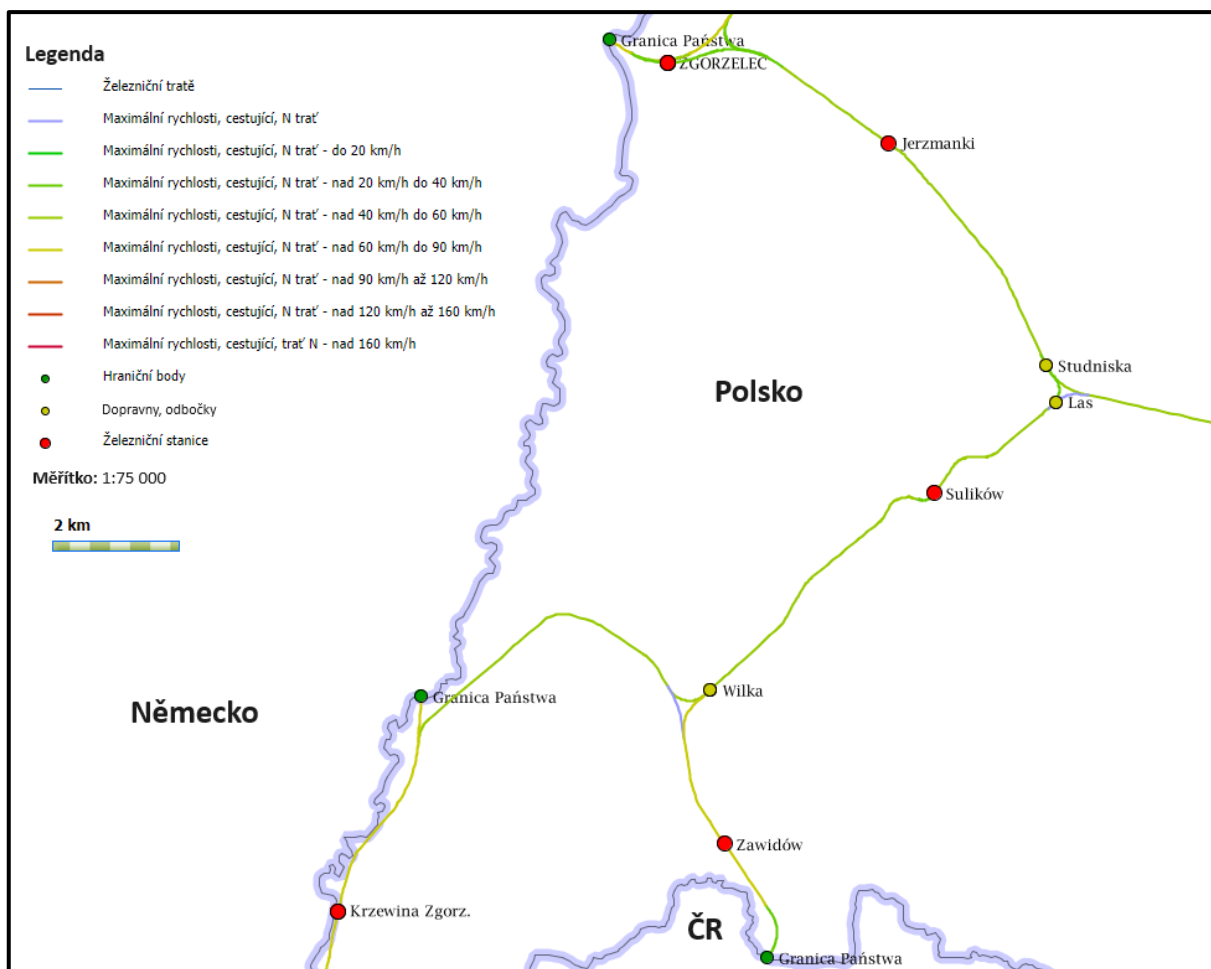 Legenda
Železniční tratě
Maximální rychlosti, cestující, N trať
Maximální rychlosti, cestující, N trať - do 20 km/h
Maximální rychlosti, cestující, N trať - nad 20 km/h do 40 km/h
Maximální rychlosti, cestující, N trať - nad 40 km/h do 60 km/h
Maximální rychlosti, cestující, N trať - nad 60 km/h do 90 km/h
Maximální rychlosti, cestující, N trať - nad 90 km/h až 120 km/h
Maximální rychlosti, cestující, N trať - nad 120 km/h až 160 km/h
Maximální rychlosti, cestující, trať N - nad 160 km/h
Hraniční body
Dopravny, odbočky
Železniční stanice
Měřítko: 1:75 000
2 km
Granica Państwa
ZGORZELEC
Jerzmanki
Studniska
Polsko
Las
Sulików
Wilka
Granica Państwa
Německo
Zawidów
Krzewina Zgorz.
ČR
Granica Państwa